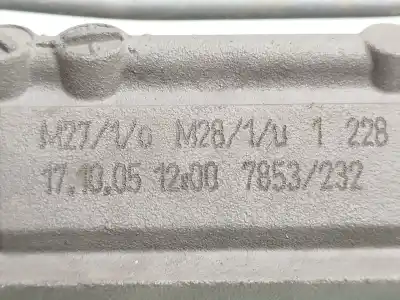 M27/1/o M28/1/u 1 228
17.10.05 12:00 7853/232